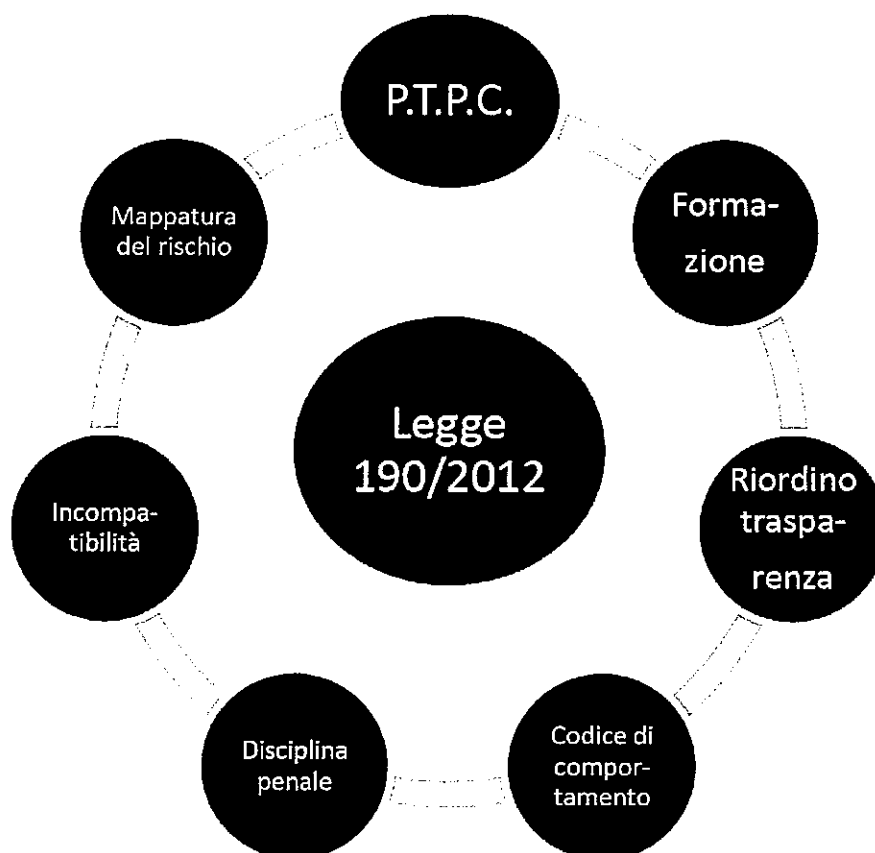 P.T.P.C.
Forma-
zione
Riordino
traspa-
renza
Codice di
compor-
tamento
Disciplina
penale
Incompa-
tibilità
Mappatura
del rischio
Legge
190/2012